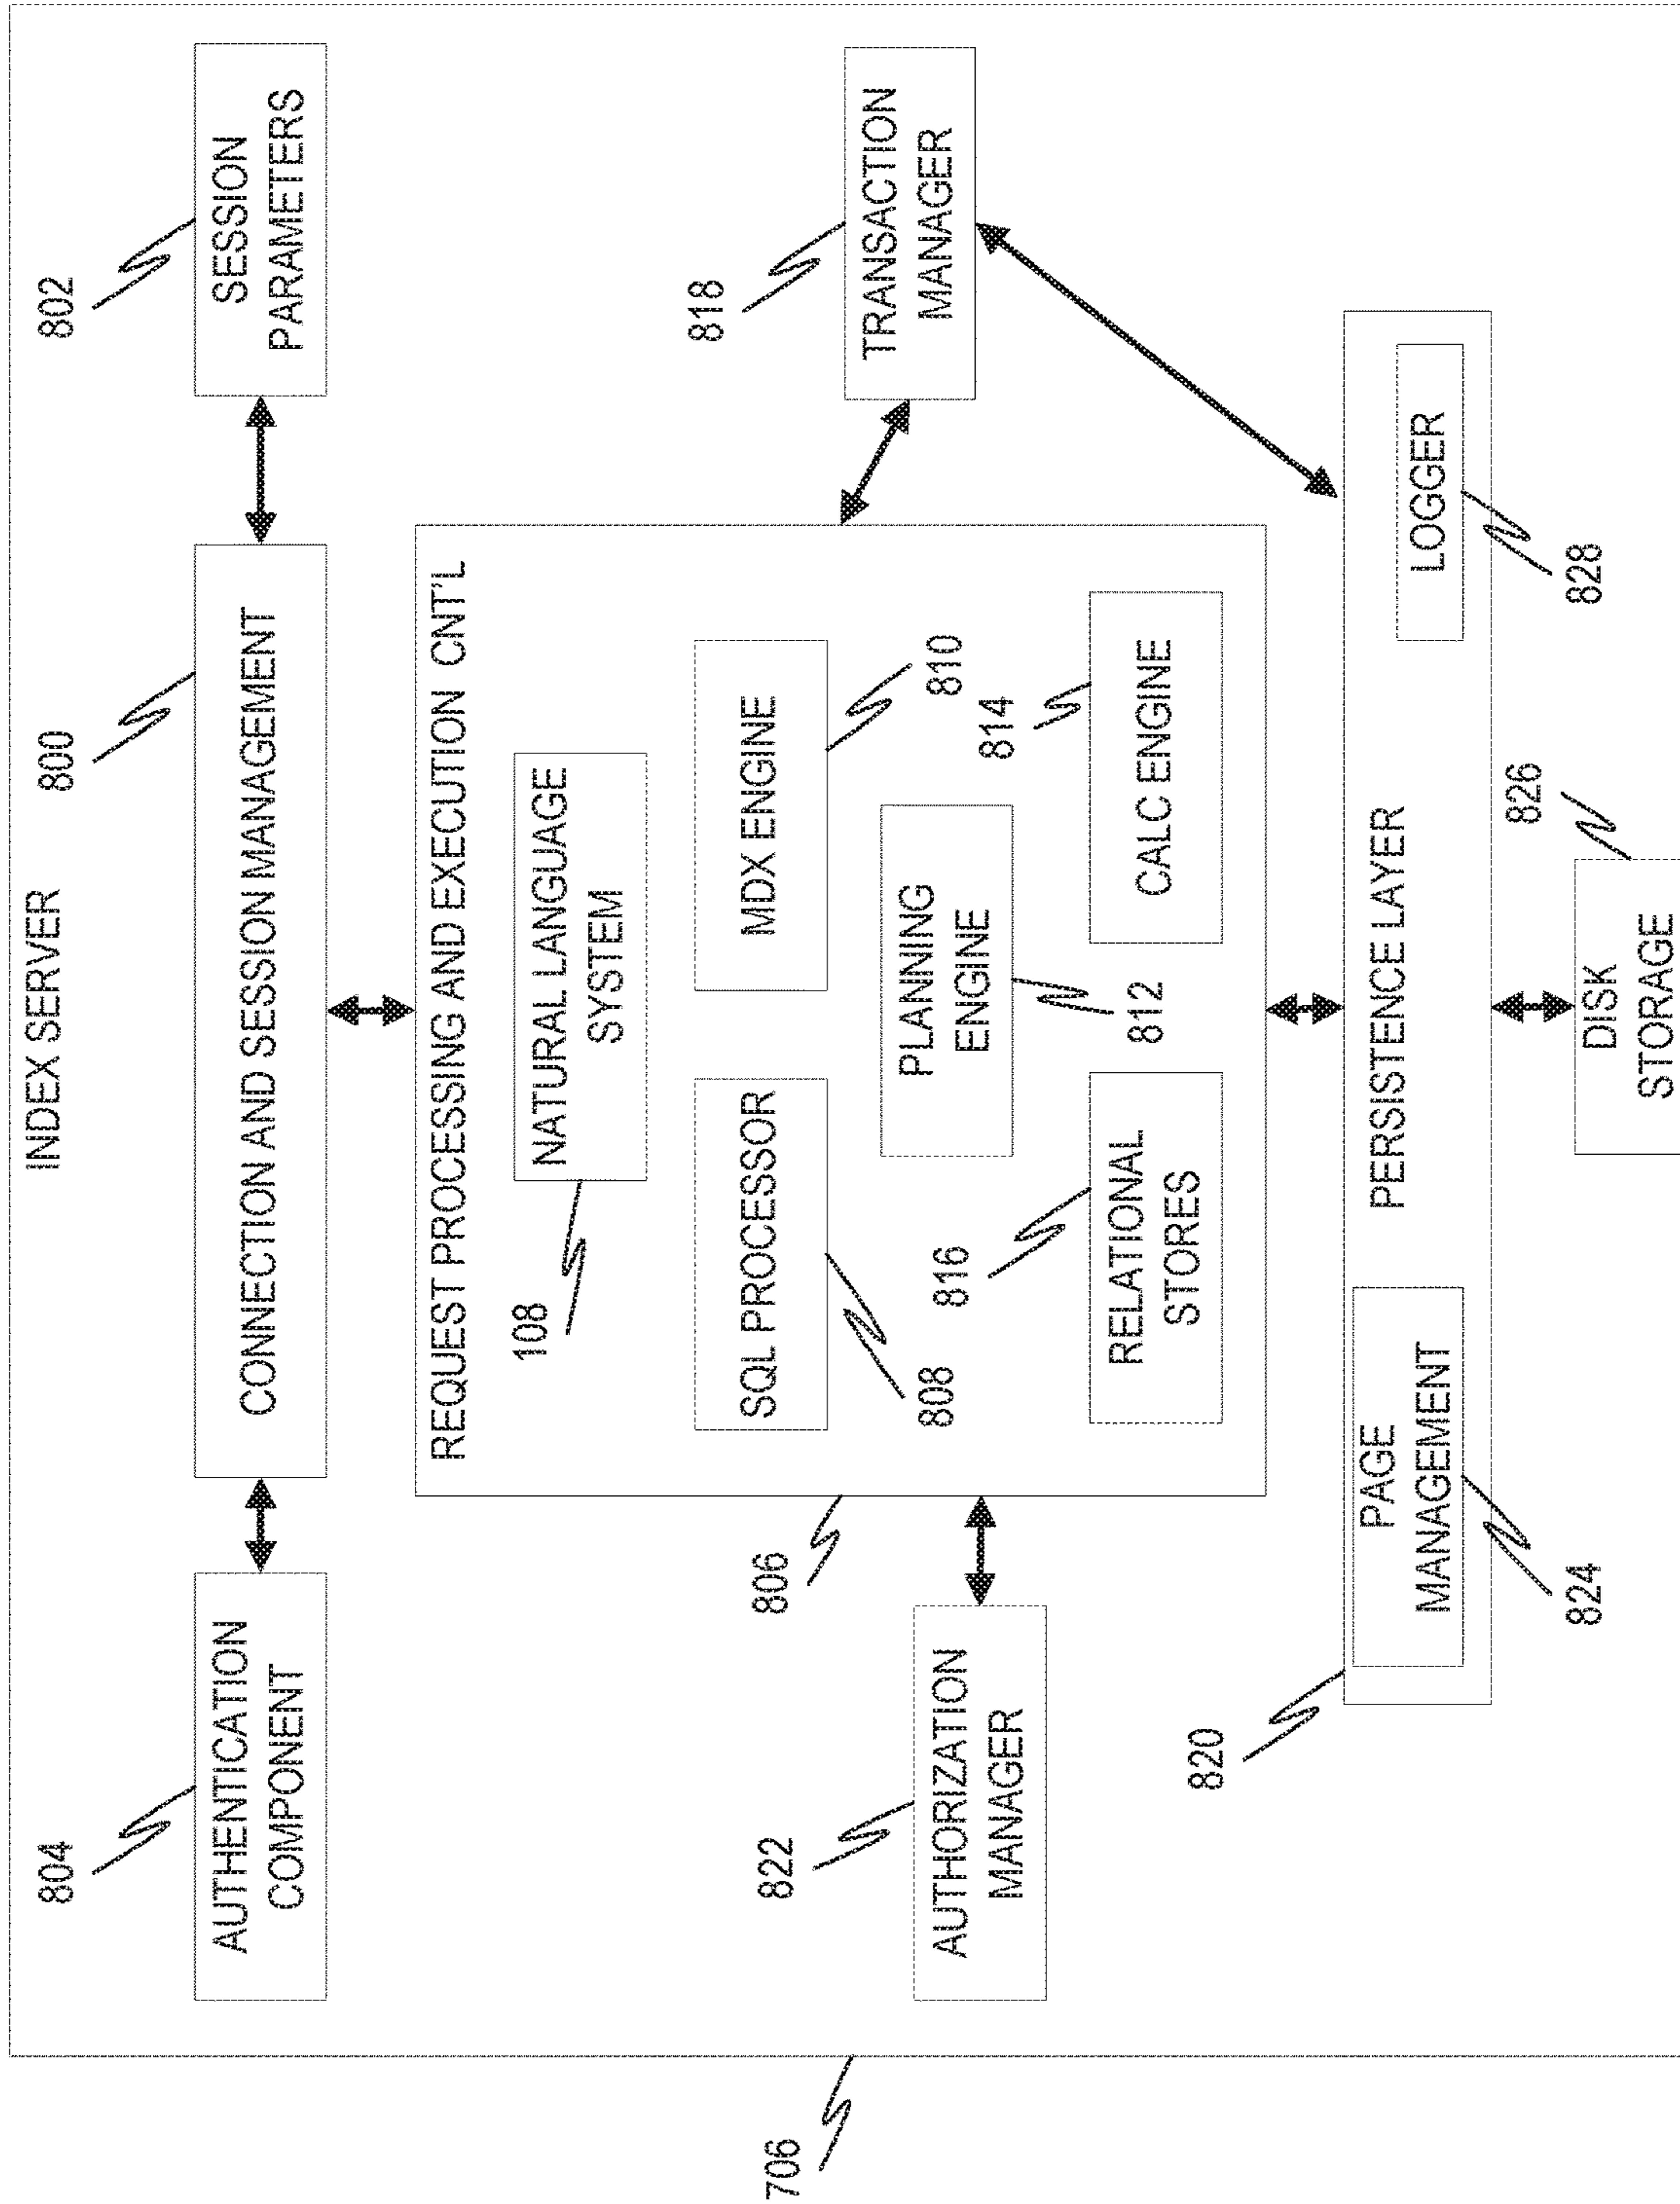 INDEX SERVER
804
800
802
AUTHENTICATION
COMPONENT
CONNECTION AND SESSION MANAGEMENT
SESSION
PARAMETERS
REQUEST PROCESSING AND EXECUTION CNT'L
108
NATURAL LANGUAGE
SYSTEM
818
TRANSACTION
MANAGER
806
SQL PROCESSOR
MDX ENGINE
808
810
822
AUTHORIZATION
MANAGER
PLANNING
ENGINE
812
816
814
RELATIONAL
STORES
CALC ENGINE
820
PERSISTENCE LAYER
PAGE
MANAGEMENT
LOGGER
824
826
828
DISK
STORAGE
706